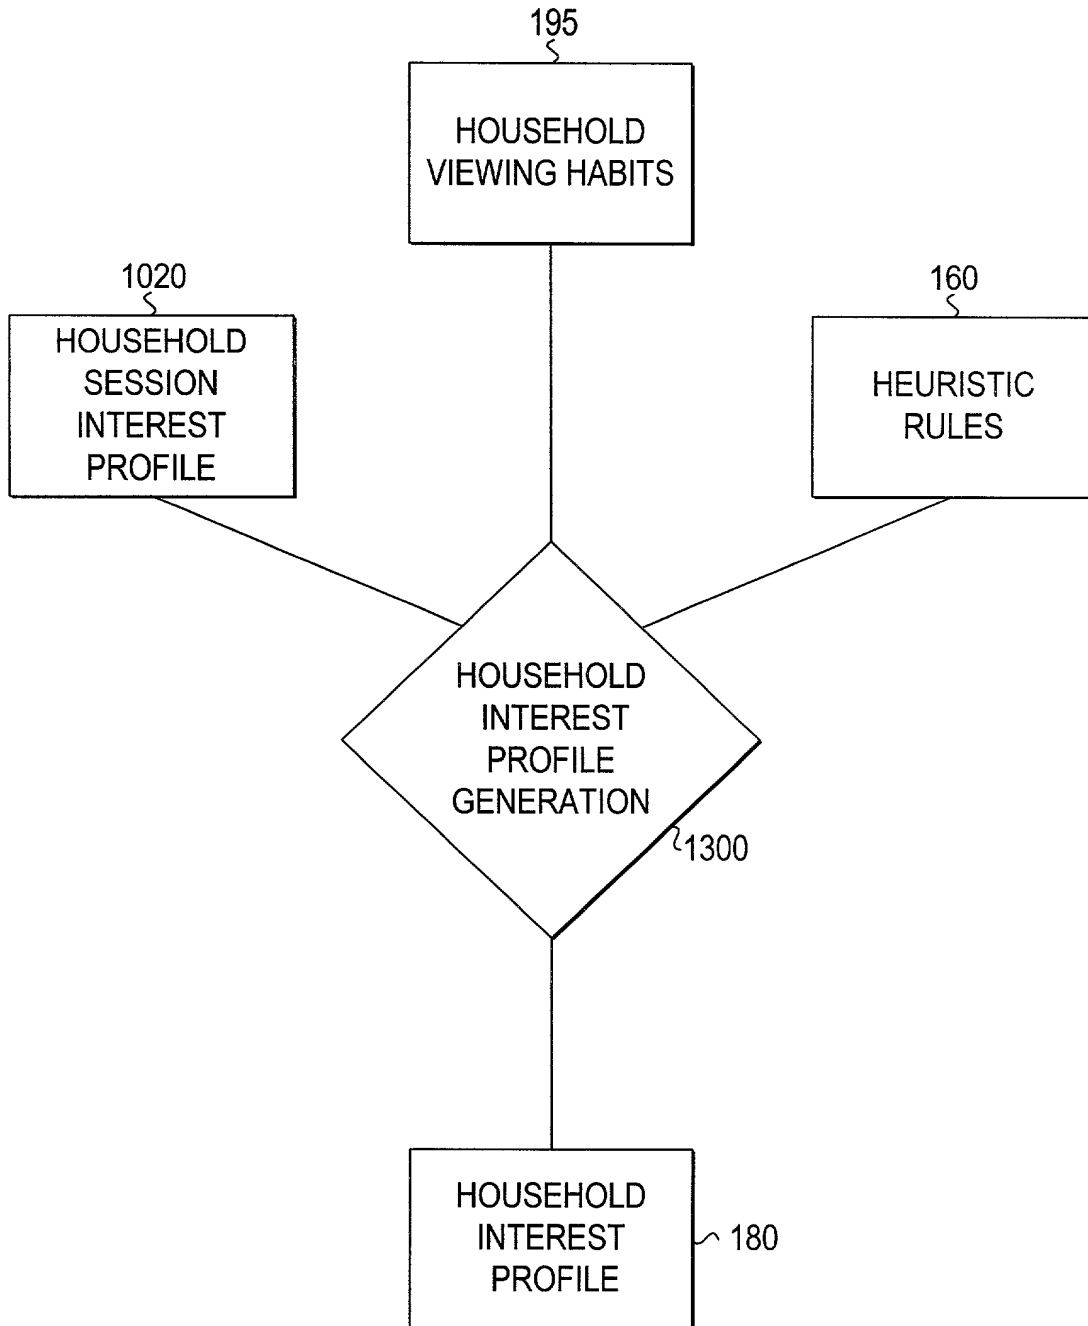 195
HOUSEHOLD
VIEWING HABITS
1020
HOUSEHOLD
SESSION
INTEREST
PROFILE
160
HEURISTIC
RULES
HOUSEHOLD
INTEREST
PROFILE
GENERATION
1300
HOUSEHOLD
INTEREST
PROFILE
180